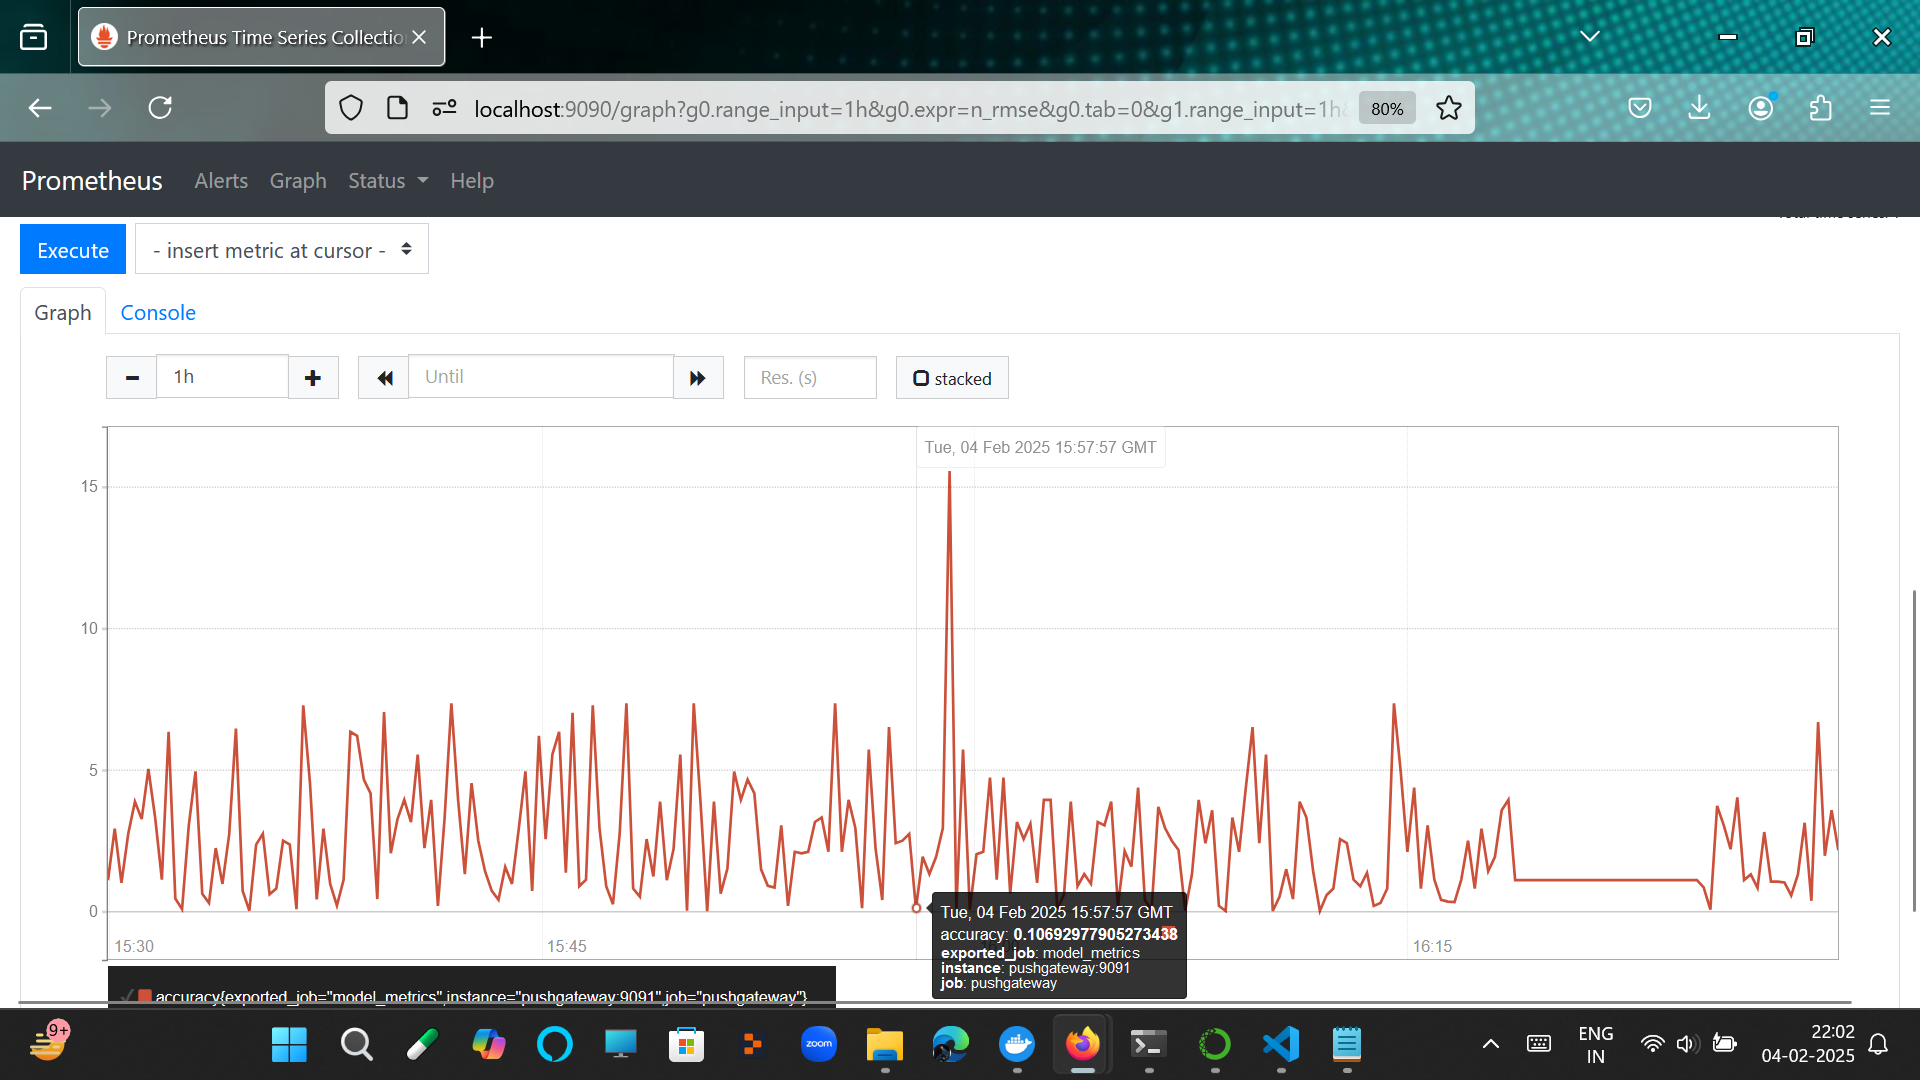 Prometheus Time Series Collectio
localhost:9090/graph?g0.range_input=1h&g0.expr=n_rmse&g0.tab=0&g1.range_input=1h&
80%
Prometheus Alerts Graph Status Help
Execute - insert metric at cursor -
Graph Console
1h Until Res. (s) stacked
Tue, 04 Feb 2025 15:57:57 GMT
15
10
5
0
15:30 15:45 16:15
Tue, 04 Feb 2025 15:57:57 GMT
accuracy: 0.10692977905273438
exported_job: model_metrics
instance: pushgateway:9091
job: pushgateway
accuracy{exported_job="model_metrics",instance="pushgateway:9091",job="pushgateway"}
9+
zoom
ENG
IN
22:02
04-02-2025